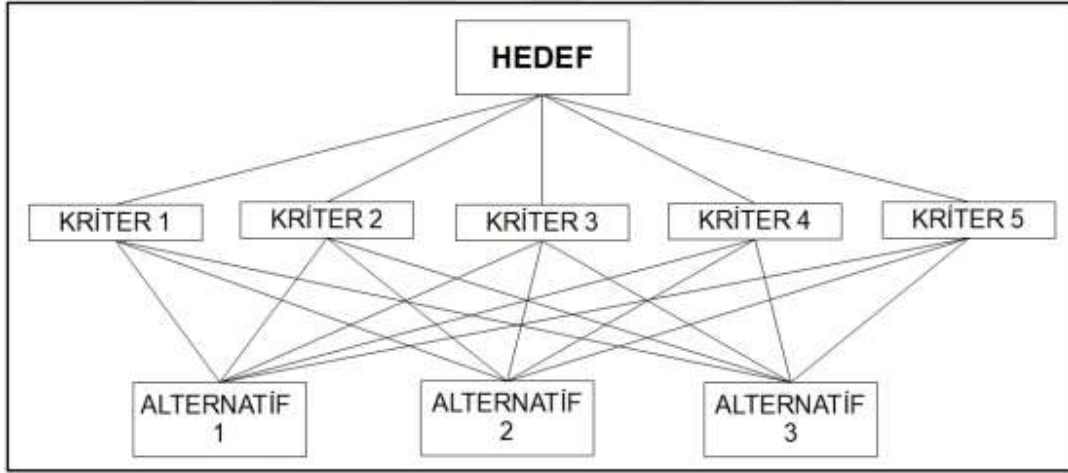 HEDEF
KRİTER 1
KRİTER 2
KRİTER 3
KRİTER 4
KRİTER 5
ALTERNATİF
1
ALTERNATİF
2
ALTERNATİF
3